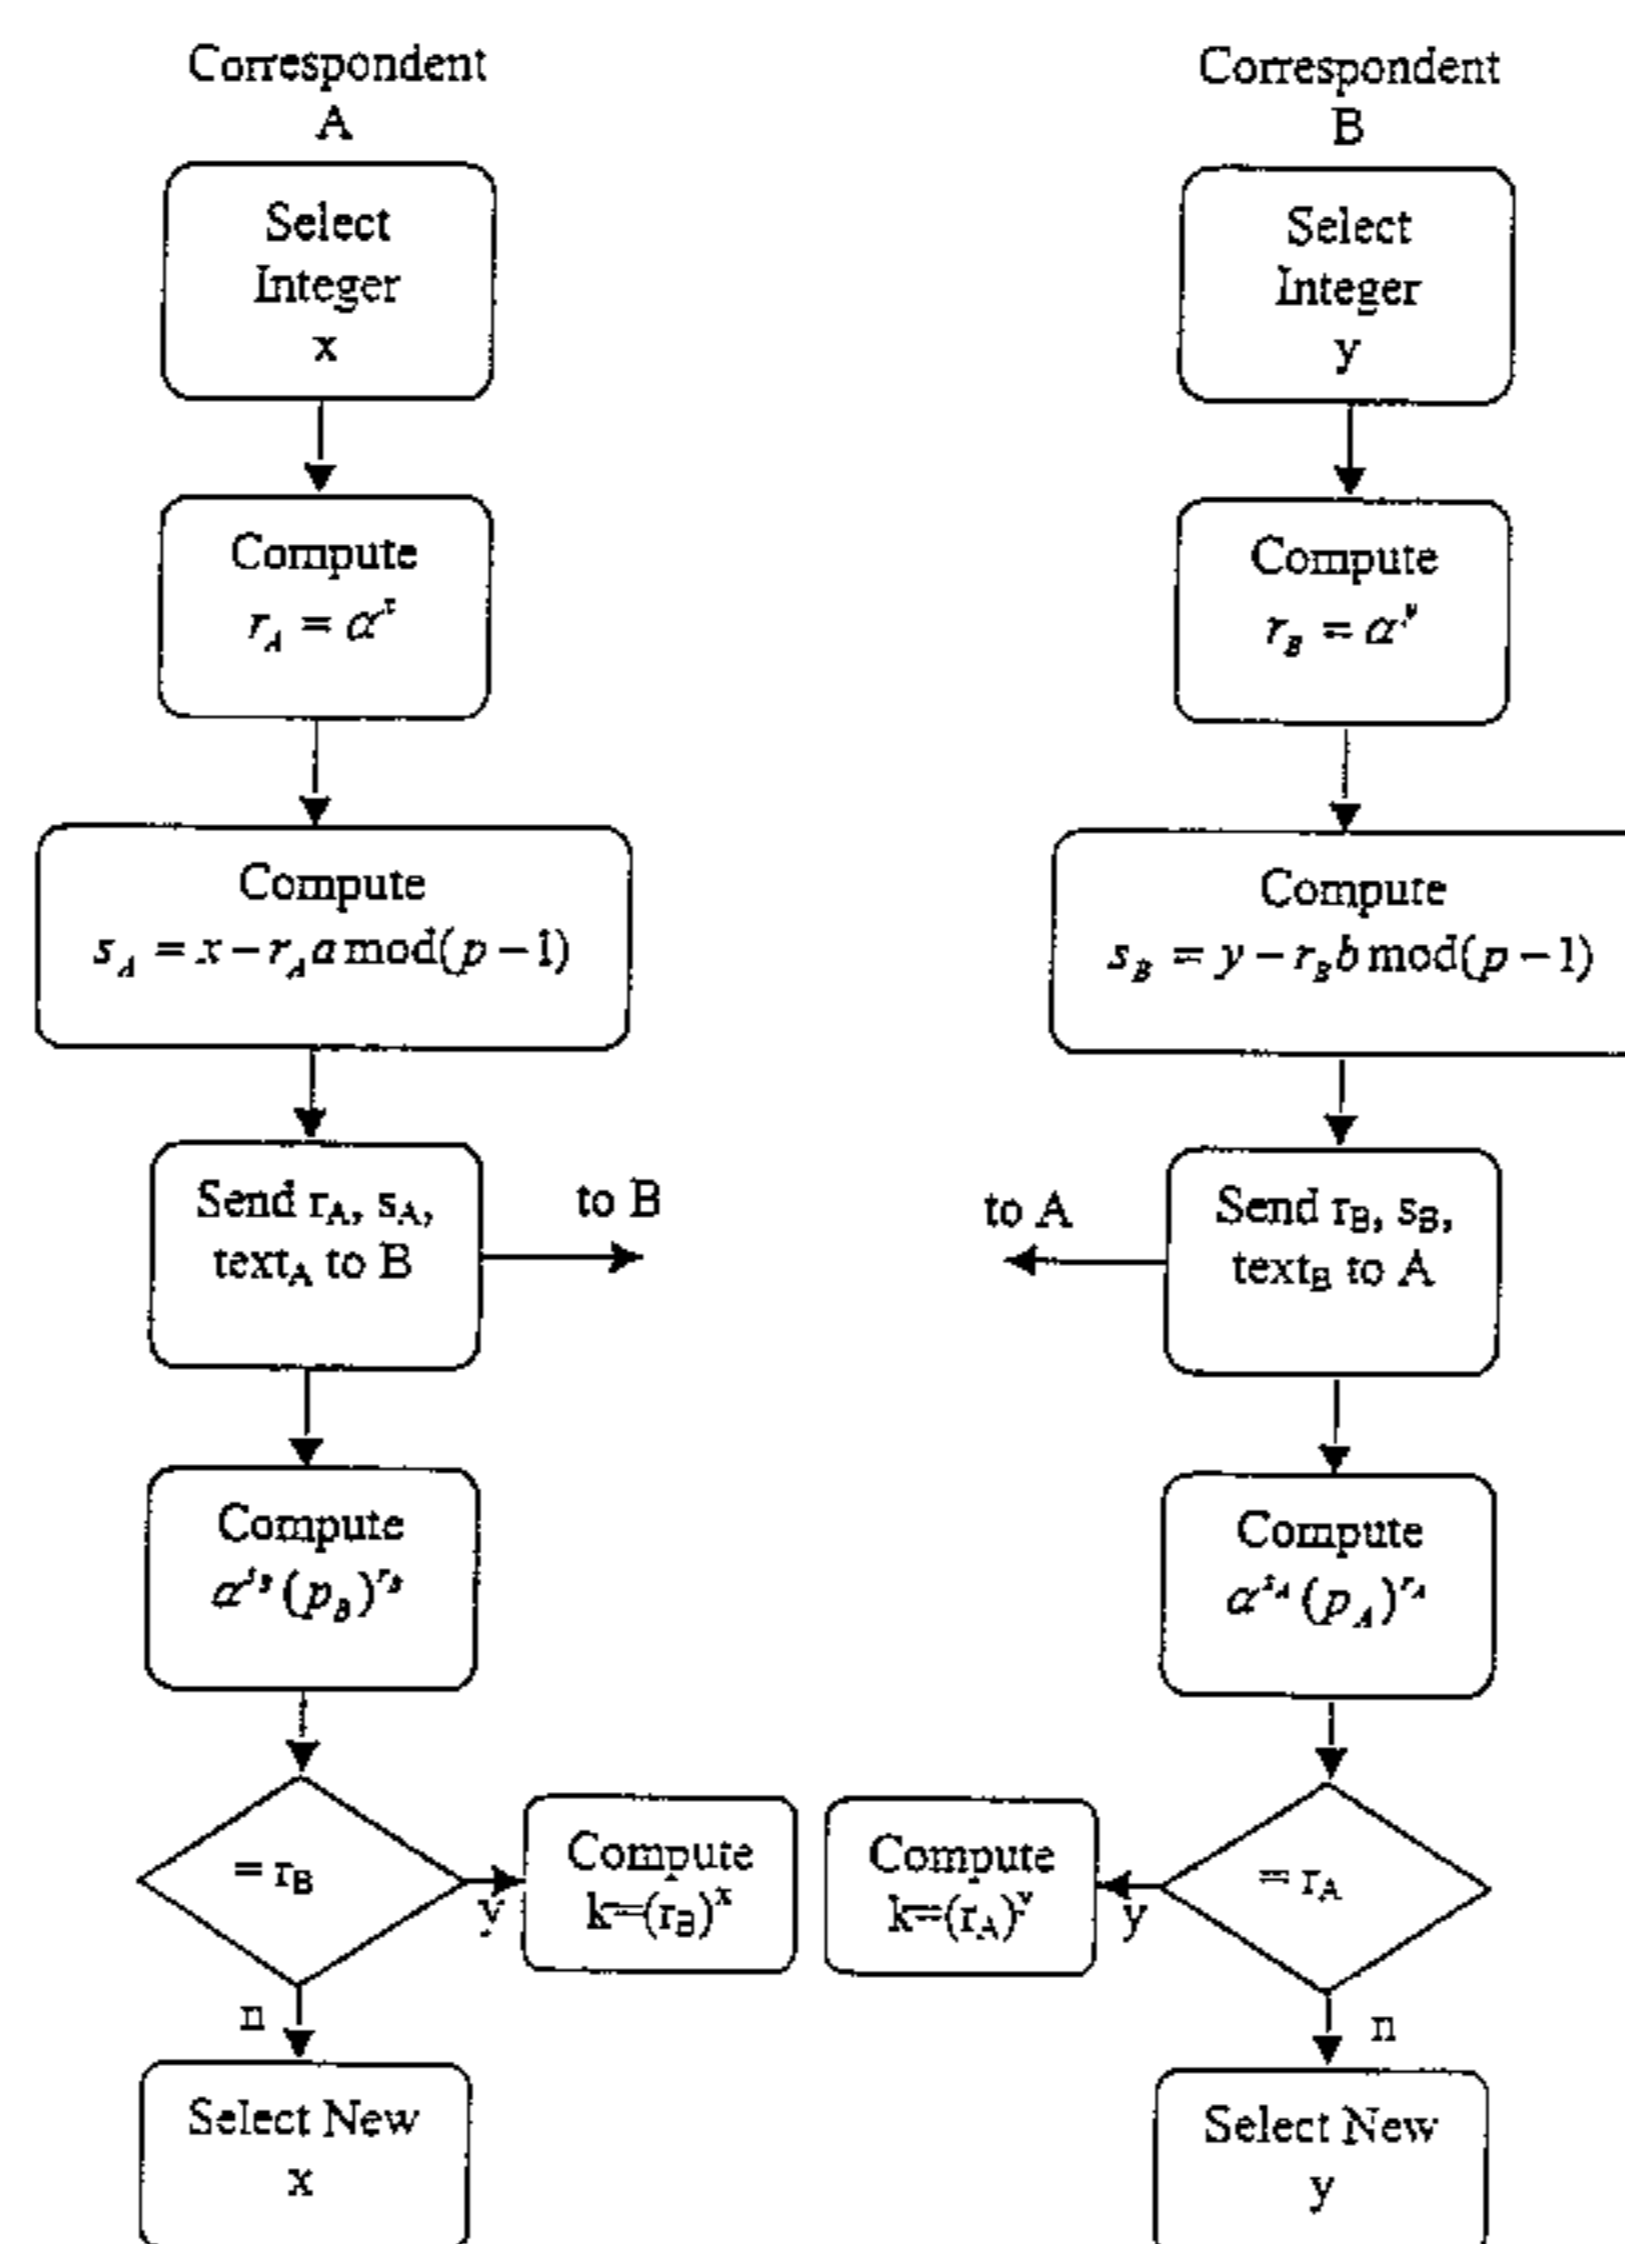 Correspondent
A
Select
Integer
x
Compute
r_A = α^x
Compute
s_A = x − r_A a mod(p − 1)
Send r_A, s_A,
text_A to B
to B
Compute
α^{s_B} (p_B)^{r_B}
= r_B
y
Compute
k=(r_B)^x
n
Select New
x
Correspondent
B
Select
Integer
y
Compute
r_B = α^y
Compute
s_B = y − r_B b mod(p − 1)
Send r_B, s_B,
text_B to A
to A
Compute
α^{s_A} (p_A)^{r_A}
= r_A
y
Compute
k=(r_A)^y
n
Select New
y